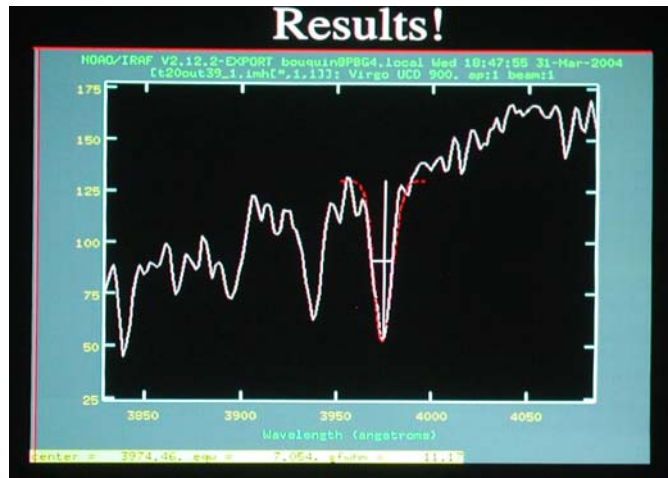 Results!
NOAO/IRAF V2.12.2-EXPORT bouquin@P8G4.local Wed 18:47:55 31-Mar-2004
[t20out39_1.imh[*,1,1]]: Virgo UCD 900. ap:1 beam:1
175
150
125
100
75
50
25
3850 3900 3950 4000 4050
Wavelength (angstroms)
center = 3974.46, eqw = 7.054, gfwhm = 11.17